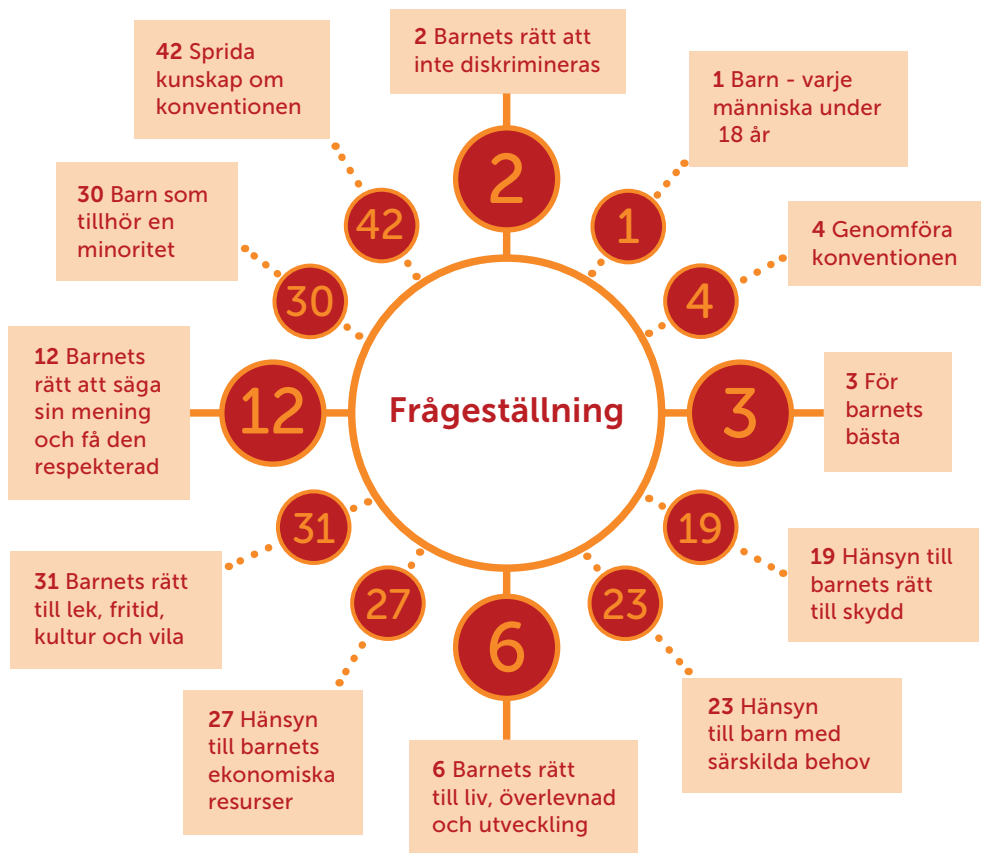 42 Sprida
kunskap om
konventionen
2 Barnets rätt att
inte diskrimineras
1 Barn - varje
människa under
18 år
30 Barn som
tillhör en
minoritet
4 Genomföra
konventionen
12 Barnets
rätt att säga
sin mening
och få den
respekterad
3 För
barnets
bästa
31 Barnets rätt
till lek, fritid,
kultur och vila
19 Hänsyn till
barnets rätt
till skydd
27 Hänsyn
till barnets
ekonomiska
resurser
6 Barnets rätt
till liv, överlevnad
och utveckling
23 Hänsyn
till barn med
särskilda behov
Frågeställning
2
1
4
3
19
23
6
27
31
12
30
42